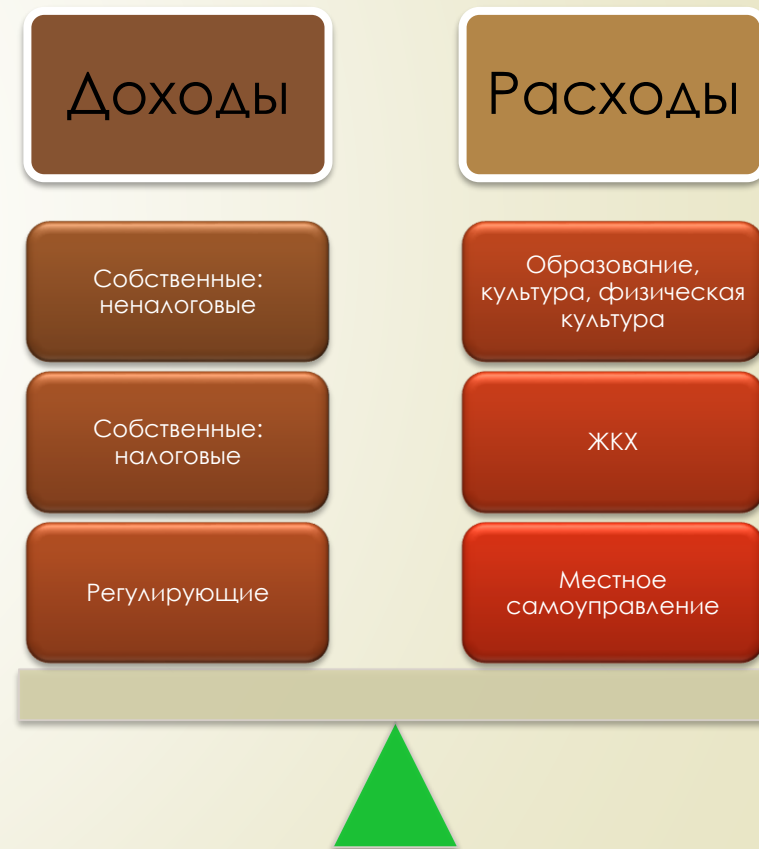 Доходы
Собственные:
неналоговые
Собственные:
налоговые
Регулирующие
Расходы
Образование,
культура, физическая
культура
ЖКХ
Местное
самоуправление